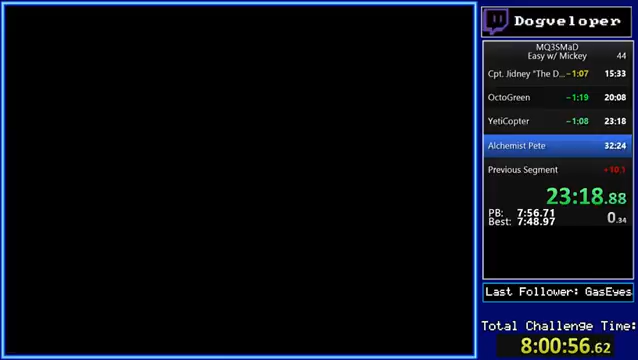 Dogveloper
MQ3SMaD
Easy w/ Mickey 44
Cpt. Jidney "The D... -1:07 15:33
OctoGreen -1:19 20:08
YetiCopter -1:08 23:18
Alchemist Pete 32:24
Previous Segment +10.1
23:18.88
PB: 7:56.71 0.34
Best: 7:48.97
Last Follower: GasEyes
Total Challenge Time:
8:00:56.62